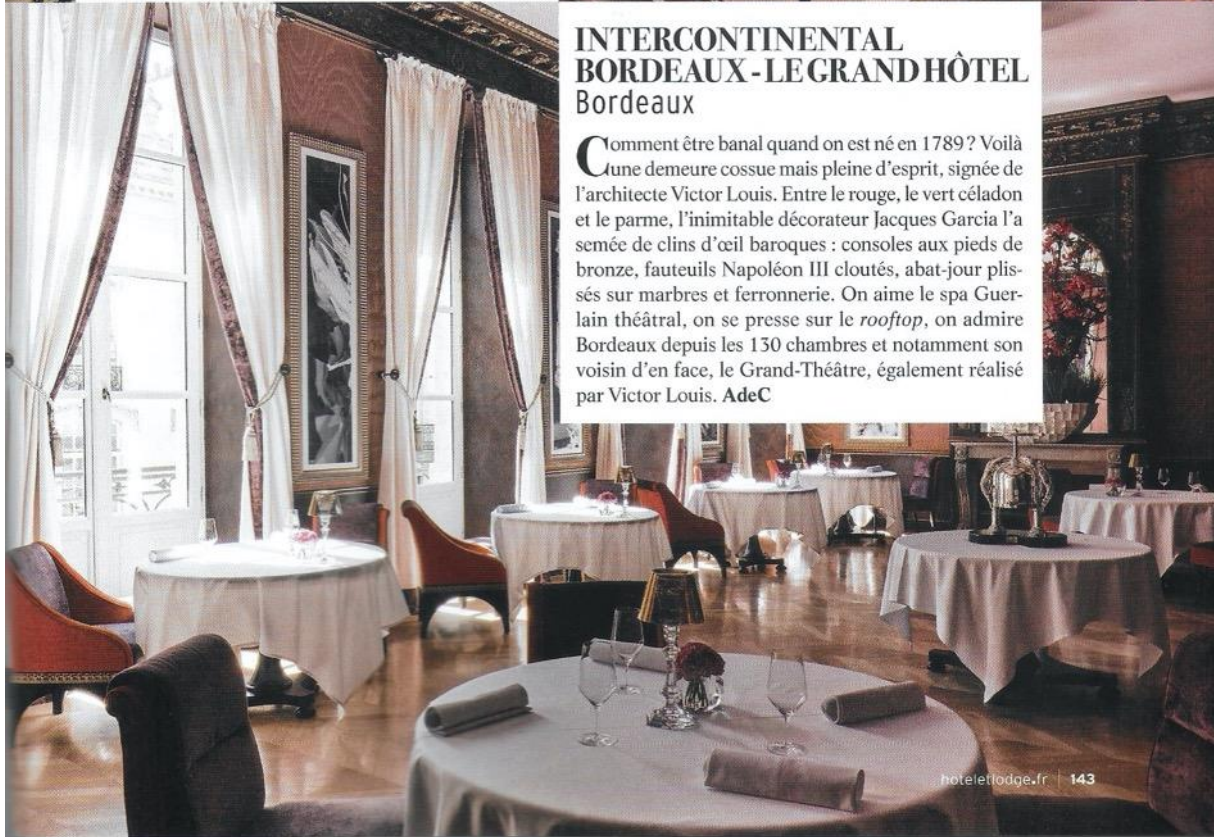 INTERCONTINENTAL
BORDEAUX - LE GRAND HÔTEL
Bordeaux
Comment être banal quand on est né en 1789 ? Voilà
une demeure cossue mais pleine d'esprit, signée de
l'architecte Victor Louis. Entre le rouge, le vert céladon
et le parme, l'inimitable décorateur Jacques Garcia l'a
semée de clins d'œil baroques : consoles aux pieds de
bronze, fauteuils Napoléon III cloutés, abat-jour plis-
sés sur marbres et ferronnerie. On aime le spa Guer-
lain théâtral, on se presse sur le rooftop, on admire
Bordeaux depuis les 130 chambres et notamment son
voisin d'en face, le Grand-Théâtre, également réalisé
par Victor Louis. AdeC
hoteletlodge.fr | 143